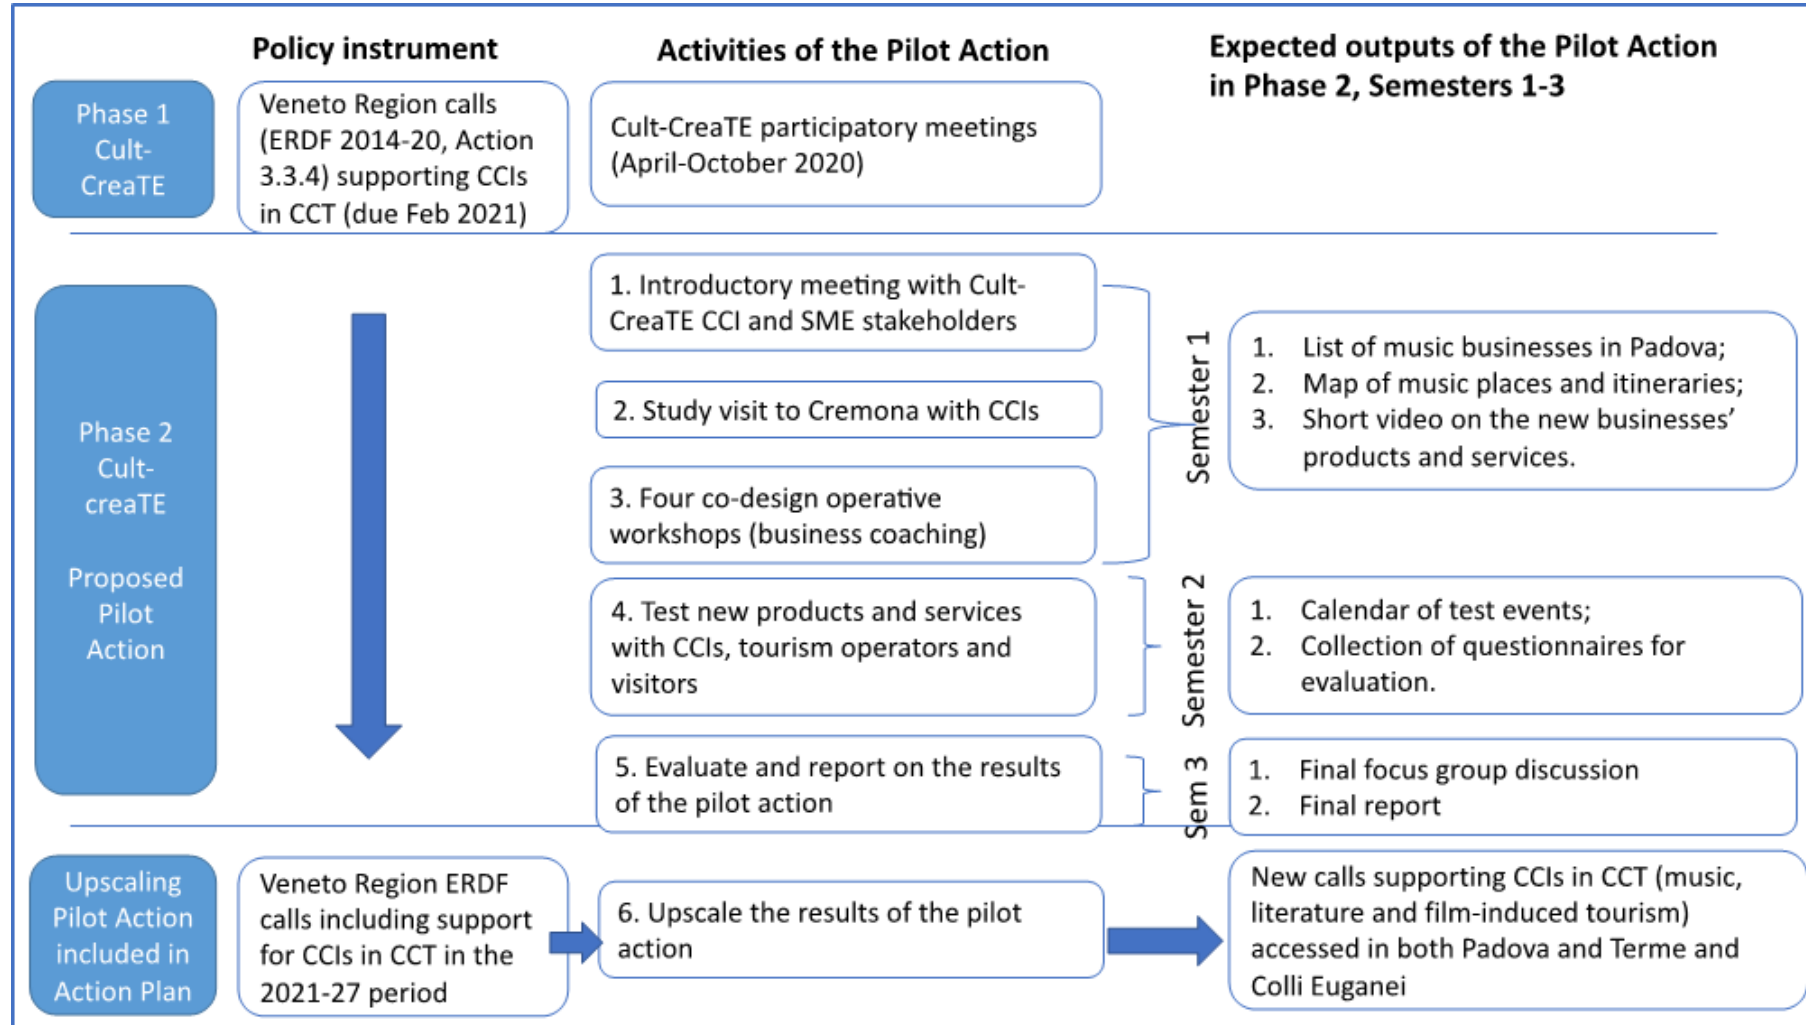 Policy instrument
Activities of the Pilot Action
Expected outputs of the Pilot Action
in Phase 2, Semesters 1-3
Phase 1
Cult-
CreaTE
Veneto Region calls
(ERDF 2014-20, Action
3.3.4) supporting CCIs
in CCT (due Feb 2021)
Cult-CreaTE participatory meetings
(April-October 2020)
Phase 2
Cult-
creaTE
Proposed
Pilot
Action
1. Introductory meeting with Cult-
CreaTE CCI and SME stakeholders
2. Study visit to Cremona with CCIs
3. Four co-design operative
workshops (business coaching)
Semester 1
1. List of music businesses in Padova;
2. Map of music places and itineraries;
3. Short video on the new businesses’
products and services.
4. Test new products and services
with CCIs, tourism operators and
visitors
Semester 2
1. Calendar of test events;
2. Collection of questionnaires for
evaluation.
5. Evaluate and report on the results
of the pilot action
Sem 3
1. Final focus group discussion
2. Final report
Upscaling
Pilot Action
included in
Action Plan
Veneto Region ERDF
calls including support
for CCIs in CCT in the
2021-27 period
6. Upscale the results of the pilot
action
New calls supporting CCIs in CCT (music,
literature and film-induced tourism)
accessed in both Padova and Terme and
Colli Euganei